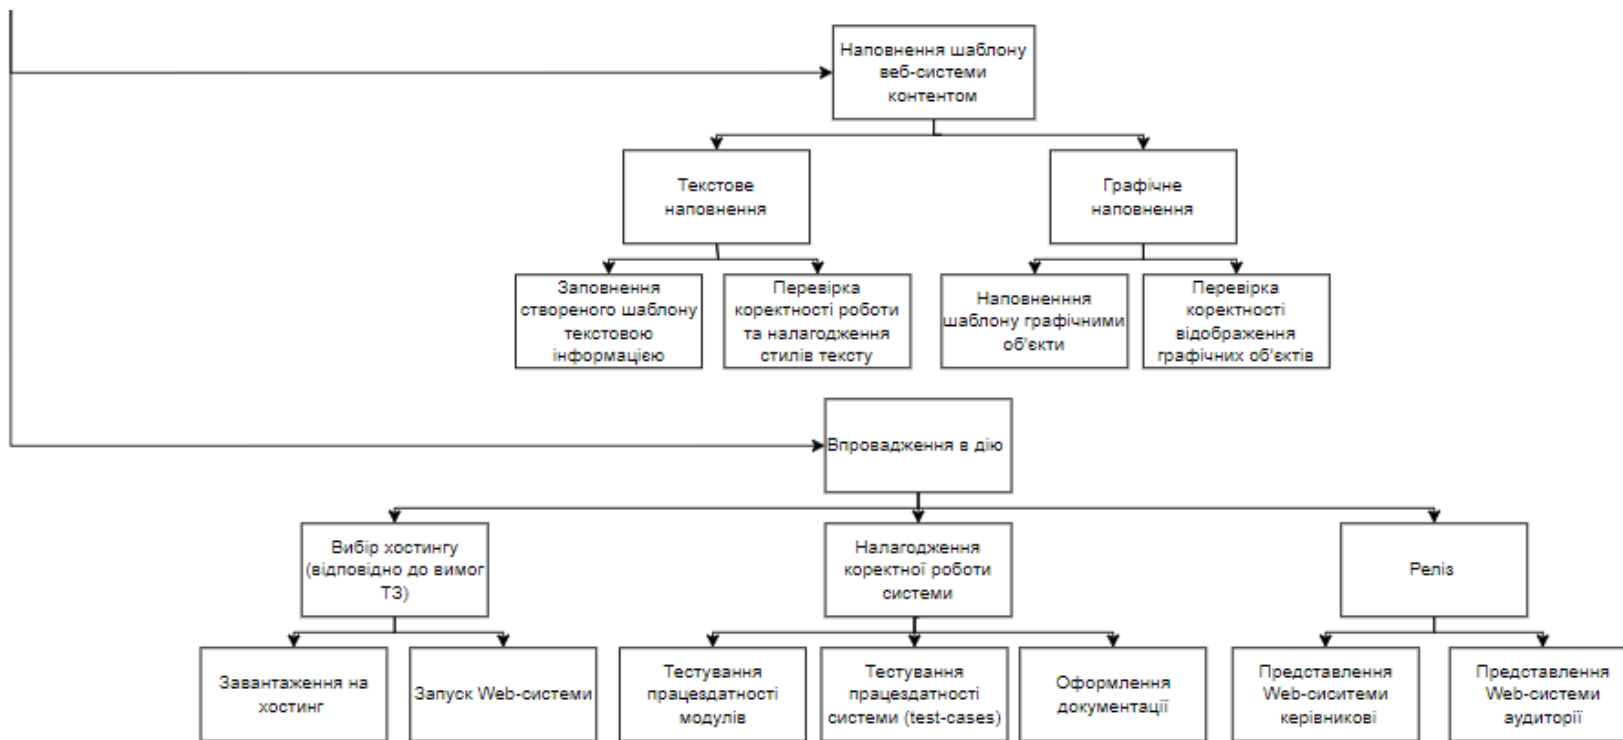 Наповнення шаблону
веб-системи
контентом
Текстове
наповнення
Графічне
наповнення
Заповнення
створеного шаблону
текстовою
інформацією
Перевірка
коректності роботи
та налагодження
стилів тексту
Наповненння
шаблону графічними
об'єкти
Перевірка
коректності
відображення
графічних об'єктів
Впровадження в дію
Вибір хостингу
(відповідно до вимог
ТЗ)
Налагодження
коректної роботи
системи
Реліз
Завантаження на
хостинг
Запуск Web-системи
Тестування
працездатності
модулів
Тестування
працездатності
системи (test-cases)
Оформлення
документації
Представлення
Web-сиситеми
керівникові
Представлення
Web-системи
аудиторії